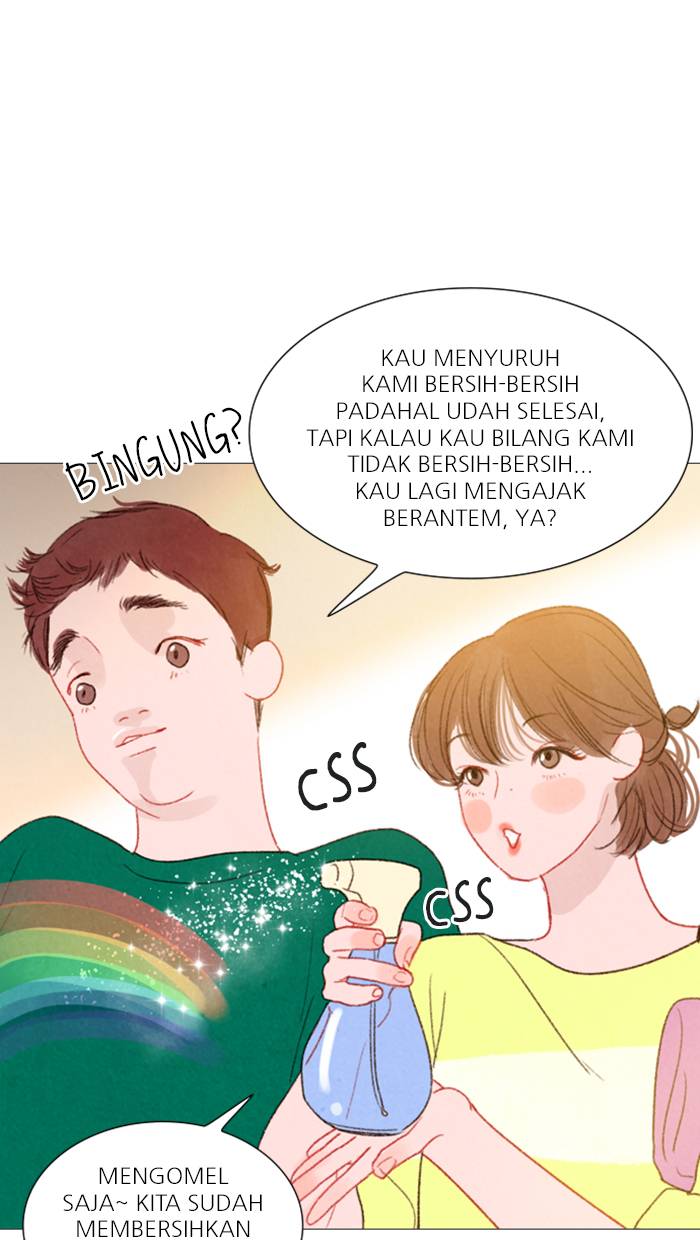 KAU MENYURUH
KAMI BERSIH-BERSIH
PADAHAL UDAH SELESAI,
TAPI KALAU KAU BILANG KAMI
TIDAK BERSIH-BERSIH...
KAU LAGI MENGAJAK
BERANTEM, YA?
BINGUNG?
CSS
CSS
MENGOMEL
SAJA~ KITA SUDAH
MEMBERSIHKAN